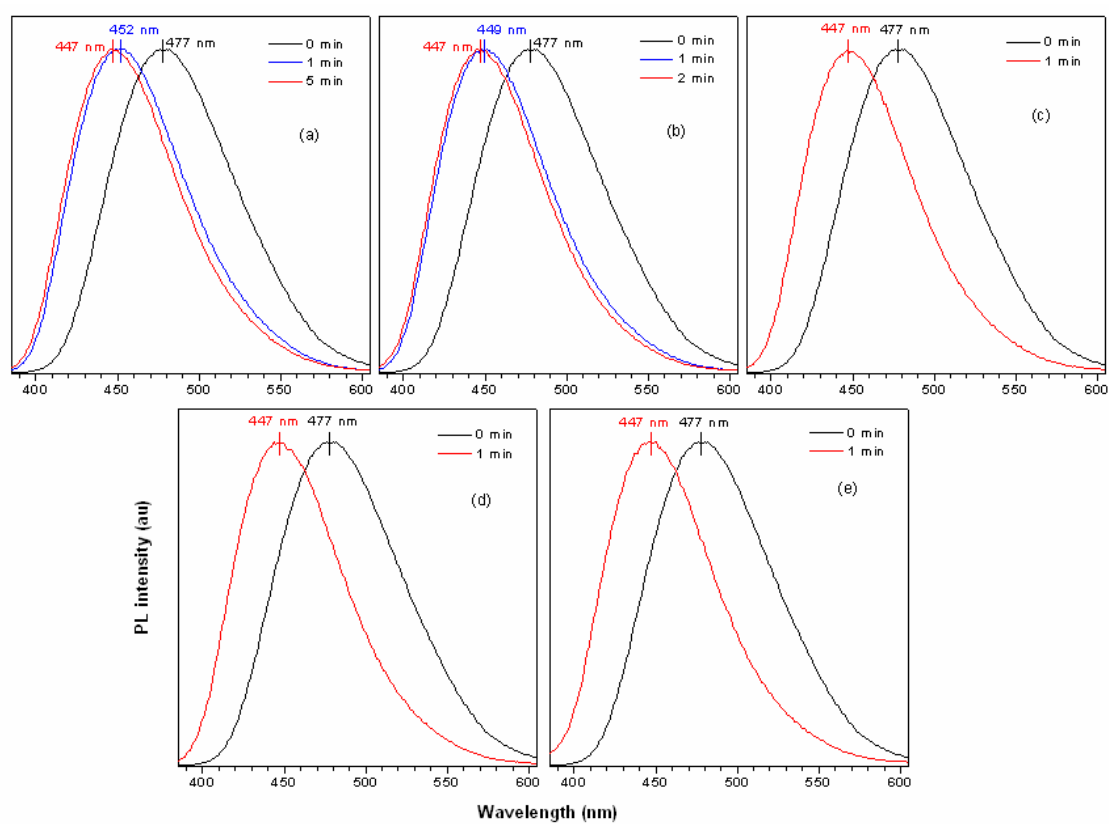 452 nm
447 nm 477 nm
0 min
1 min
5 min
(a)
400 450 500 550 600
449 nm
447 nm 477 nm
0 min
1 min
2 min
(b)
400 450 500 550 600
447 nm 477 nm
0 min
1 min
(c)
400 450 500 550 600
447 nm 477 nm
0 min
1 min
(d)
400 450 500 550 600
447 nm 477 nm
0 min
1 min
(e)
400 450 500 550 600
PL intensity (au)
Wavelength (nm)